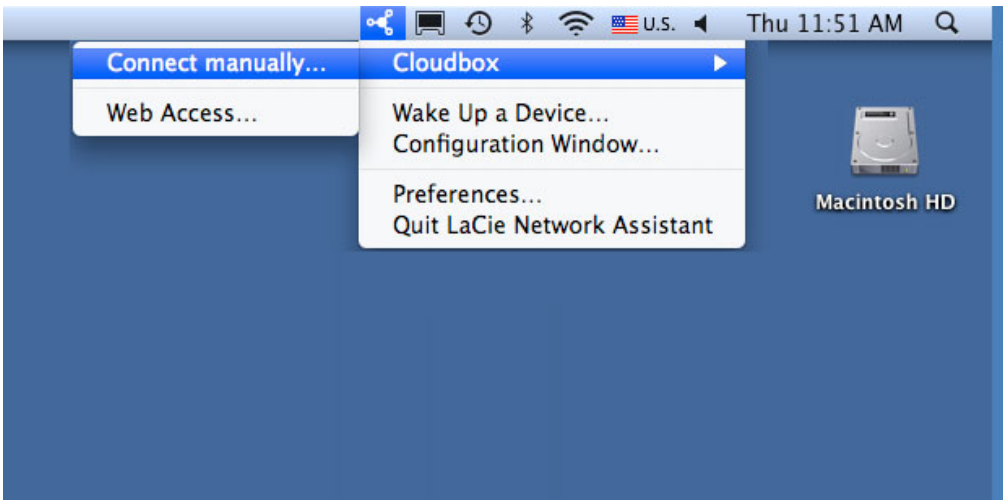 U.S. Thu 11:51 AM
Connect manually...
Web Access...
Cloudbox
Wake Up a Device...
Configuration Window...
Preferences...
Quit LaCie Network Assistant
Macintosh HD